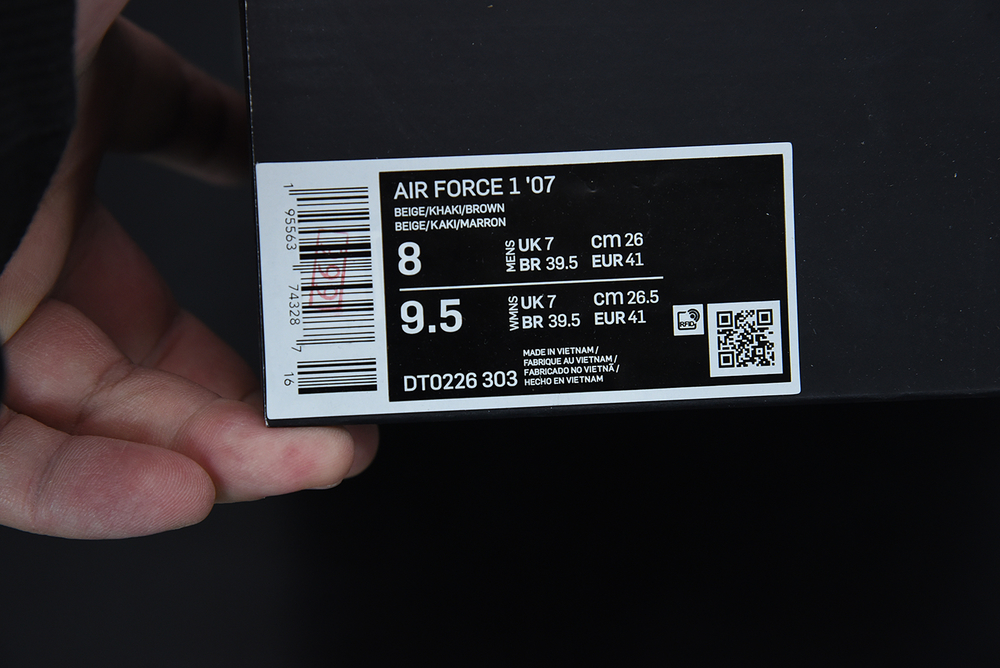 AIR FORCE 1 '07
BEIGE/KHAKI/BROWN
BEIGE/KAKI/MARRON
8
MENS
UK 7 cm 26
BR 39.5 EUR 41
9.5
WMNS
UK 7 cm 26.5
BR 39.5 EUR 41
RFID
MADE IN VIETNAM /
FABRIQUE AU VIETNAM /
FABRICADO NO VIETNÃ /
HECHO EN VIETNAM
DT0226 303
1 95563 74328 7 16